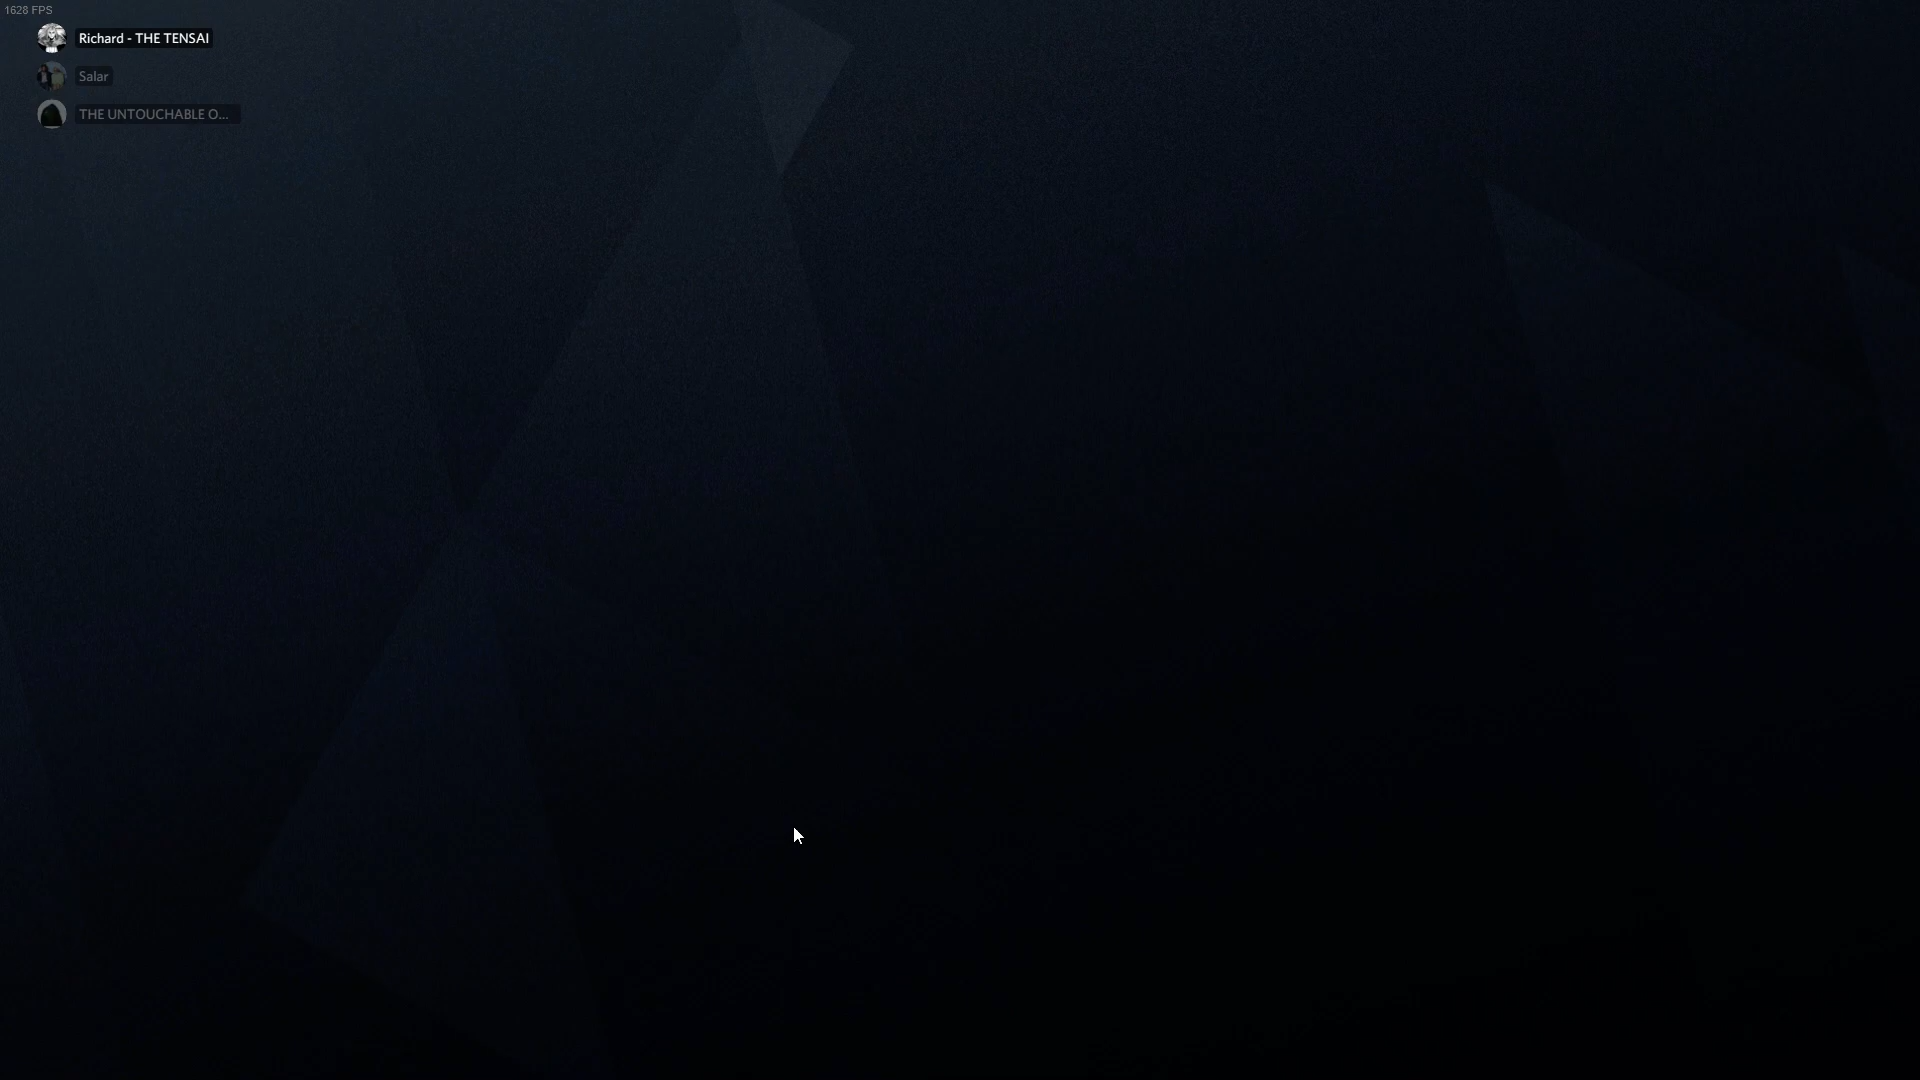 1628 FPS
Richard - THE TENSAI
Salar
THE UNTOUCHABLE O...